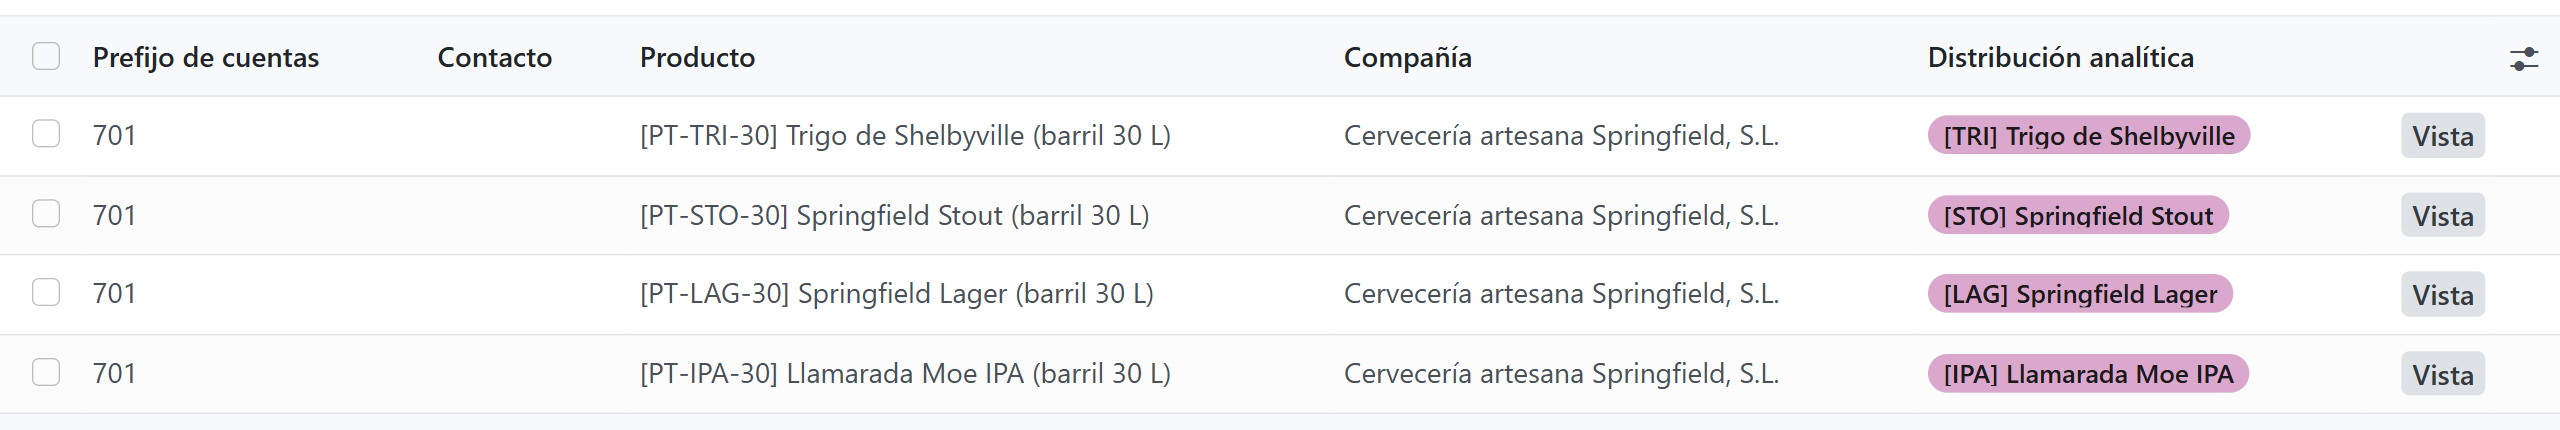 Prefijo de cuentas Contacto Producto Compañía Distribución analítica
701 [PT-TRI-30] Trigo de Shelbyville (barril 30 L) Cervecería artesana Springfield, S.L. [TRI] Trigo de Shelbyville Vista
701 [PT-STO-30] Springfield Stout (barril 30 L) Cervecería artesana Springfield, S.L. [STO] Springfield Stout Vista
701 [PT-LAG-30] Springfield Lager (barril 30 L) Cervecería artesana Springfield, S.L. [LAG] Springfield Lager Vista
701 [PT-IPA-30] Llamarada Moe IPA (barril 30 L) Cervecería artesana Springfield, S.L. [IPA] Llamarada Moe IPA Vista